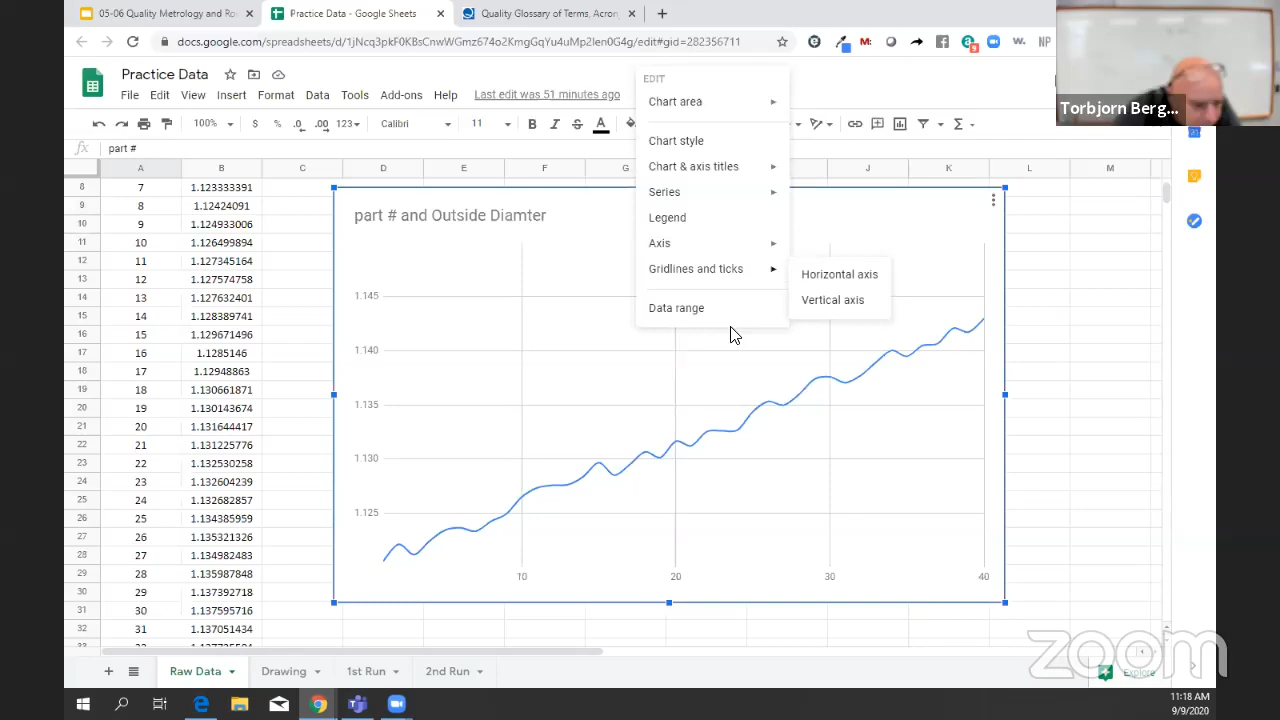 05-06 Quality Metrology and Ro
Practice Data - Google Sheets
Quality Glossary of Terms, Acron
docs.google.com/spreadsheets/d/1jNcq3pkF0KBsCnwWGmz674o2KmgGqYu4uMp2Ien0G4g/edit#gid=282356711
M:
9
w.
NP
Practice Data
File Edit View Insert Format Data Tools Add-ons Help Last edit was 51 minutes ago
100% $ % .0 .00 123 Calibri 11 B I S A
fx part #
A B C D E F G J K L M
8 7 1.123333391
9 8 1.12424091
10 9 1.124933006
11 10 1.126499894
12 11 1.127345164
13 12 1.127574758
14 13 1.127632401
15 14 1.128389741
16 15 1.129671496
17 16 1.1285146
18 17 1.12948863
19 18 1.130661871
20 19 1.130143674
21 20 1.131644417
22 21 1.131225776
23 22 1.132530258
24 23 1.132604239
25 24 1.132682857
26 25 1.134385959
27 26 1.135321326
28 27 1.134982483
29 28 1.135987848
30 29 1.137392718
31 30 1.137595716
32 31 1.137051434
part # and Outside Diamter
1.145
1.140
1.135
1.130
1.125
10 20 30 40
EDIT
Chart area
Chart style
Chart & axis titles
Series
Legend
Axis
Gridlines and ticks
Data range
Horizontal axis
Vertical axis
Torbjorn Berg...
31
Raw Data Drawing 1st Run 2nd Run
Explore
zoom
11:18 AM
9/9/2020